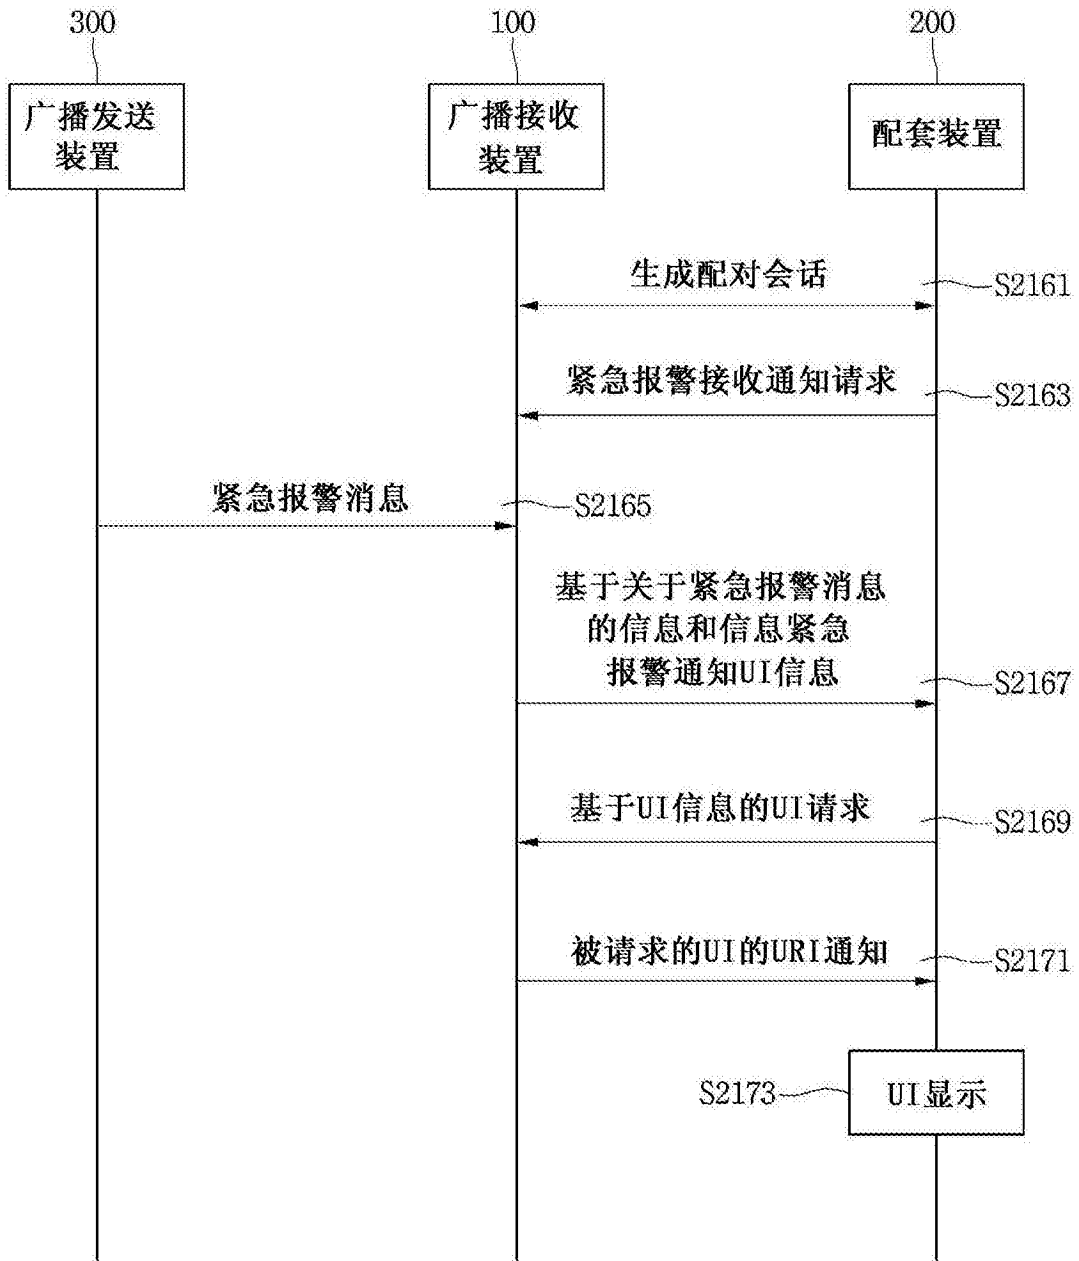 300
100
200
广播发送
装置
广播接收
装置
配套装置
生成配对会话
S2161
紧急报警接收通知请求
S2163
紧急报警消息
S2165
基于关于紧急报警消息
的信息和信息紧急
报警通知UI信息
S2167
基于UI信息的UI请求
S2169
被请求的UI的URI通知
S2171
S2173
UI显示